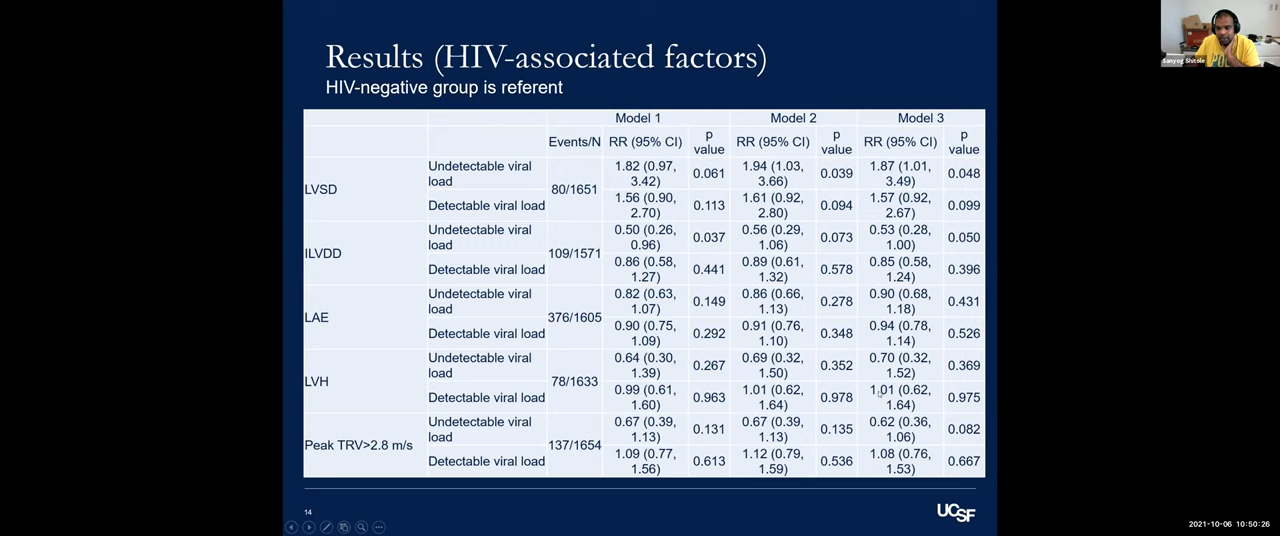 Results (HIV-associated factors)
HIV-negative group is referent
Model 1 Model 2 Model 3
Events/N RR (95% CI) p value RR (95% CI) p value RR (95% CI) p value
LVSD Undetectable viral load 80/1651 1.82 (0.97, 3.42) 0.061 1.94 (1.03, 3.66) 0.039 1.87 (1.01, 3.49) 0.048
Detectable viral load 1.56 (0.90, 2.70) 0.113 1.61 (0.92, 2.80) 0.094 1.57 (0.92, 2.67) 0.099
ILVDD Undetectable viral load 109/1571 0.50 (0.26, 0.96) 0.037 0.56 (0.29, 1.06) 0.073 0.53 (0.28, 1.00) 0.050
Detectable viral load 0.86 (0.58, 1.27) 0.441 0.89 (0.61, 1.32) 0.578 0.85 (0.58, 1.24) 0.396
LAE Undetectable viral load 376/1605 0.82 (0.63, 1.07) 0.149 0.86 (0.66, 1.13) 0.278 0.90 (0.68, 1.18) 0.431
Detectable viral load 0.90 (0.75, 1.09) 0.292 0.91 (0.76, 1.10) 0.348 0.94 (0.78, 1.14) 0.526
LVH Undetectable viral load 78/1633 0.64 (0.30, 1.39) 0.267 0.69 (0.32, 1.50) 0.352 0.70 (0.32, 1.52) 0.369
Detectable viral load 0.99 (0.61, 1.60) 0.963 1.01 (0.62, 1.64) 0.978 1.01 (0.62, 1.64) 0.975
Peak TRV>2.8 m/s Undetectable viral load 137/1654 0.67 (0.39, 1.13) 0.131 0.67 (0.39, 1.13) 0.135 0.62 (0.36, 1.06) 0.082
Detectable viral load 1.09 (0.77, 1.56) 0.613 1.12 (0.79, 1.59) 0.536 1.08 (0.76, 1.53) 0.667
14
UCSF
Sanyog Shitole
2021-10-06 10:50:26